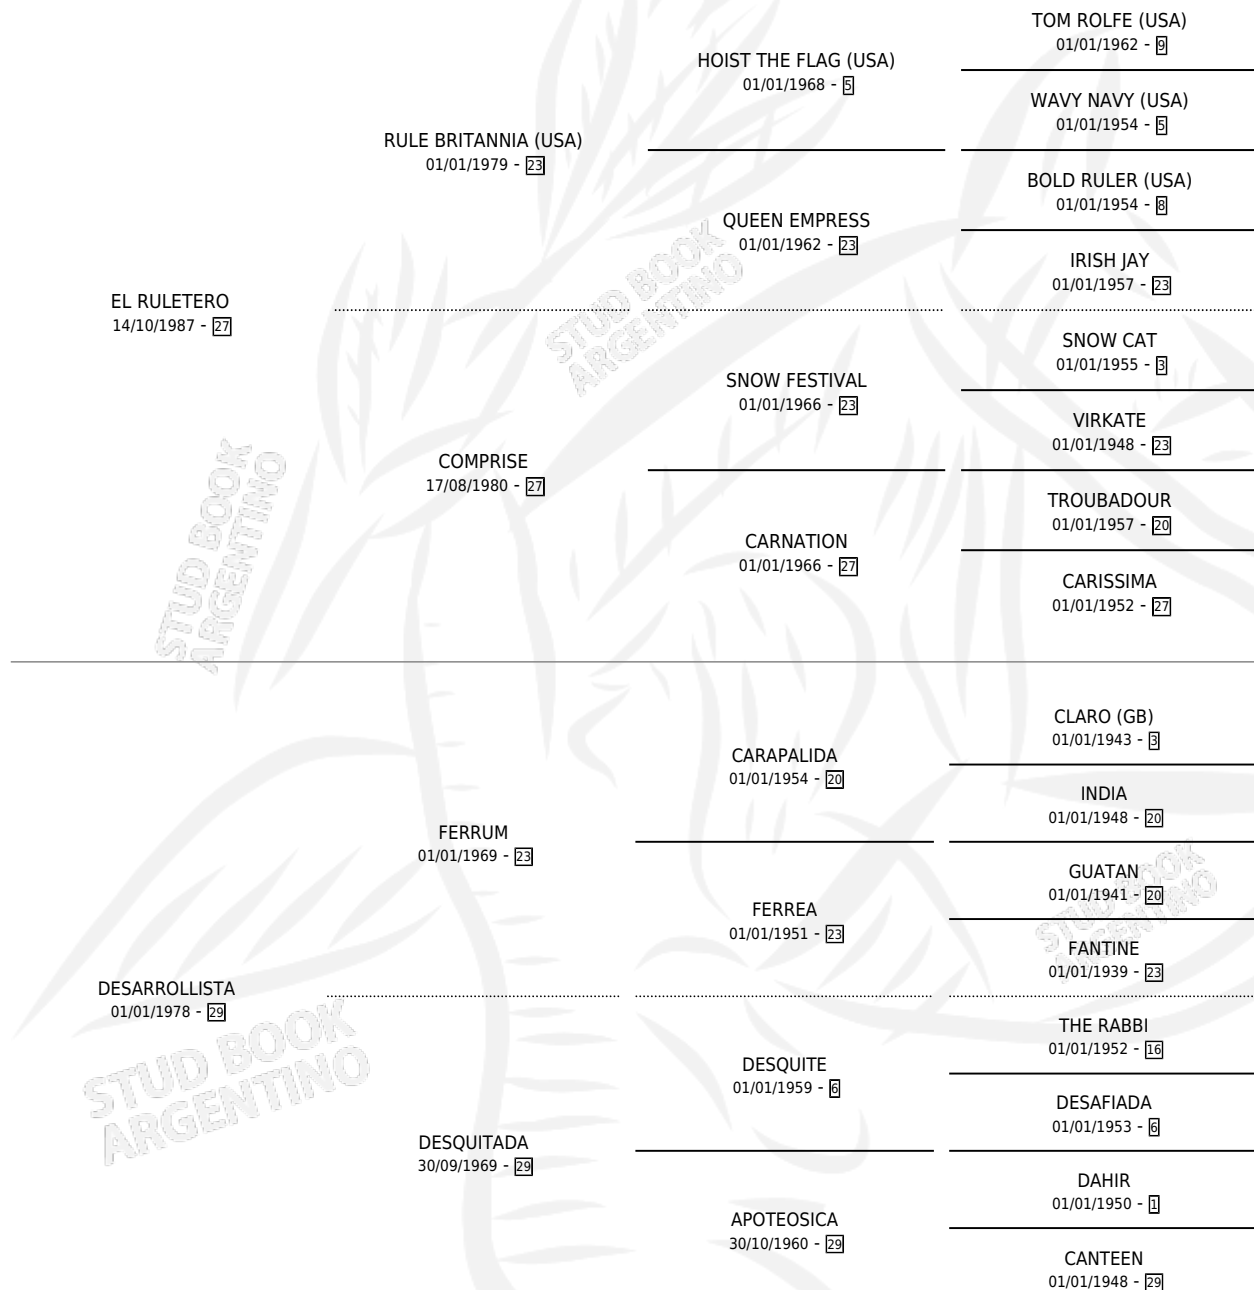 TOM ROLFE (USA)
01/01/1962 - 9
HOIST THE FLAG (USA)
01/01/1968 - 5
WAVY NAVY (USA)
01/01/1954 - 5
RULE BRITANNIA (USA)
01/01/1979 - 23
BOLD RULER (USA)
01/01/1954 - 8
QUEEN EMPRESS
01/01/1962 - 23
IRISH JAY
01/01/1957 - 23
EL RULETERO
14/10/1987 - 27
SNOW CAT
01/01/1955 - 3
SNOW FESTIVAL
01/01/1966 - 23
VIRKATE
01/01/1948 - 23
COMPRISE
17/08/1980 - 27
TROUBADOUR
01/01/1957 - 20
CARNATION
01/01/1966 - 27
CARISSIMA
01/01/1952 - 27
CLARO (GB)
01/01/1943 - 3
CARAPALIDA
01/01/1954 - 20
INDIA
01/01/1948 - 20
FERRUM
01/01/1969 - 23
GUATAN
01/01/1941 - 20
FERREA
01/01/1951 - 23
FANTINE
01/01/1939 - 23
DESARROLLISTA
01/01/1978 - 29
THE RABBI
01/01/1952 - 16
DESQUITE
01/01/1959 - 6
DESAFIADA
01/01/1953 - 6
DESQUITADA
30/09/1969 - 29
DAHIR
01/01/1950 - 1
APOTEOSICA
30/10/1960 - 29
CANTEEN
01/01/1948 - 29
STUD BOOK
ARGENTINO
STUD BOOK
ARGENTINO
STUD BOOK
ARGENTINO
STUD BOOK
ARGENTINO